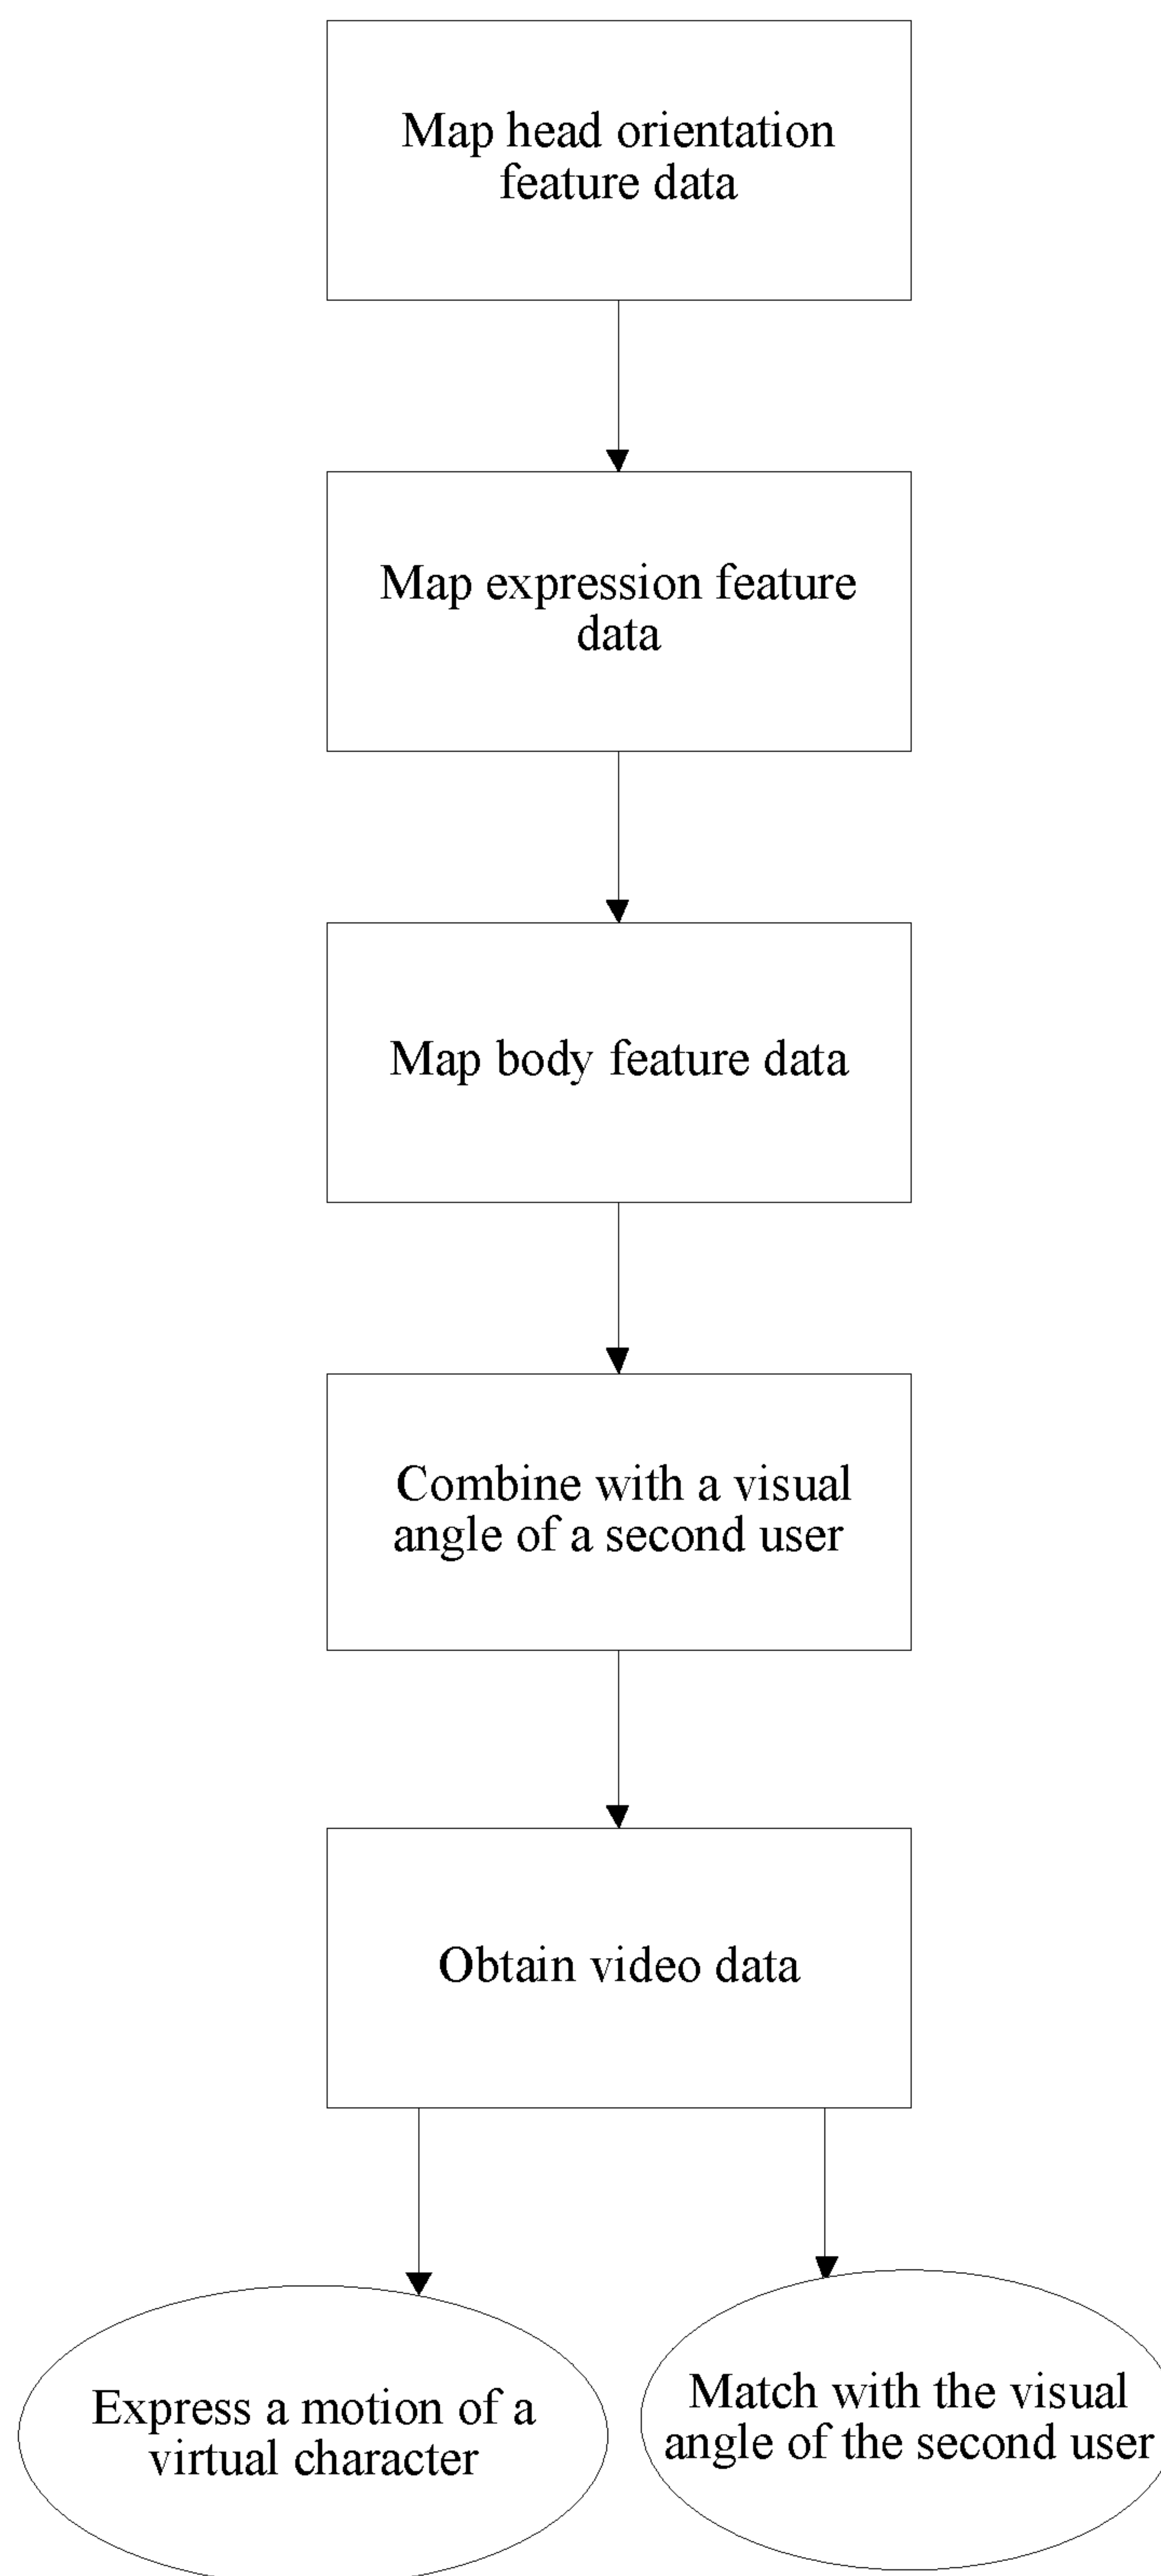 Map head orientation
feature data
Map expression feature
data
Map body feature data
Combine with a visual
angle of a second user
Obtain video data
Express a motion of a
virtual character
Match with the visual
angle of the second user